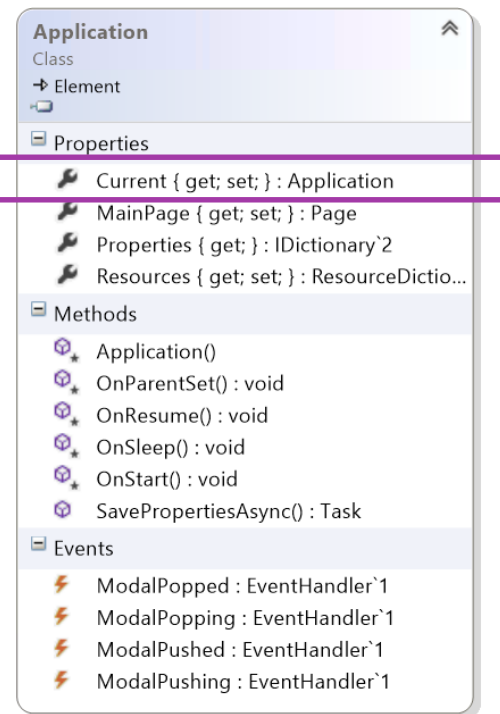 Application
Class
Element
Properties
Current { get; set; } : Application
MainPage { get; set; } : Page
Properties { get; } : IDictionary`2
Resources { get; set; } : ResourceDictio...
Methods
Application()
OnParentSet() : void
OnResume() : void
OnSleep() : void
OnStart() : void
SavePropertiesAsync() : Task
Events
ModalPopped : EventHandler`1
ModalPopping : EventHandler`1
ModalPushed : EventHandler`1
ModalPushing : EventHandler`1